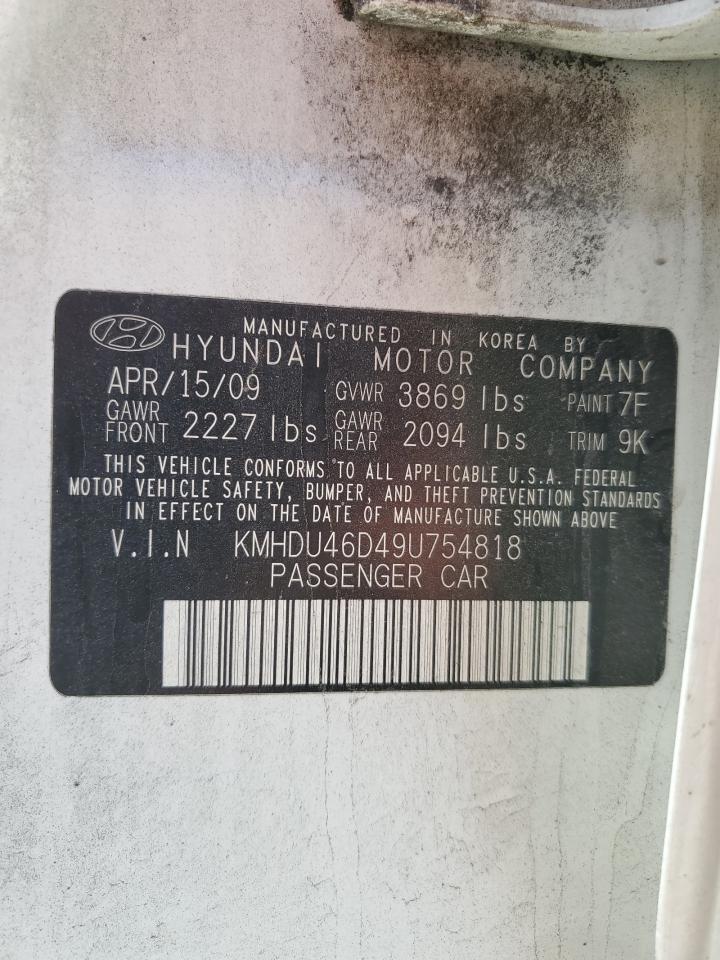 MANUFACTURED IN KOREA BY
HYUNDAI MOTOR COMPANY
APR/15/09 GVWR 3869 lbs PAINT 7F
GAWR FRONT 2227 lbs GAWR REAR 2094 lbs TRIM 9K
THIS VEHICLE CONFORMS TO ALL APPLICABLE U.S.A. FEDERAL
MOTOR VEHICLE SAFETY, BUMPER, AND THEFT PREVENTION STANDARDS
IN EFFECT ON THE DATE OF MANUFACTURE SHOWN ABOVE
V.I.N KMHDU46D49U754818
PASSENGER CAR